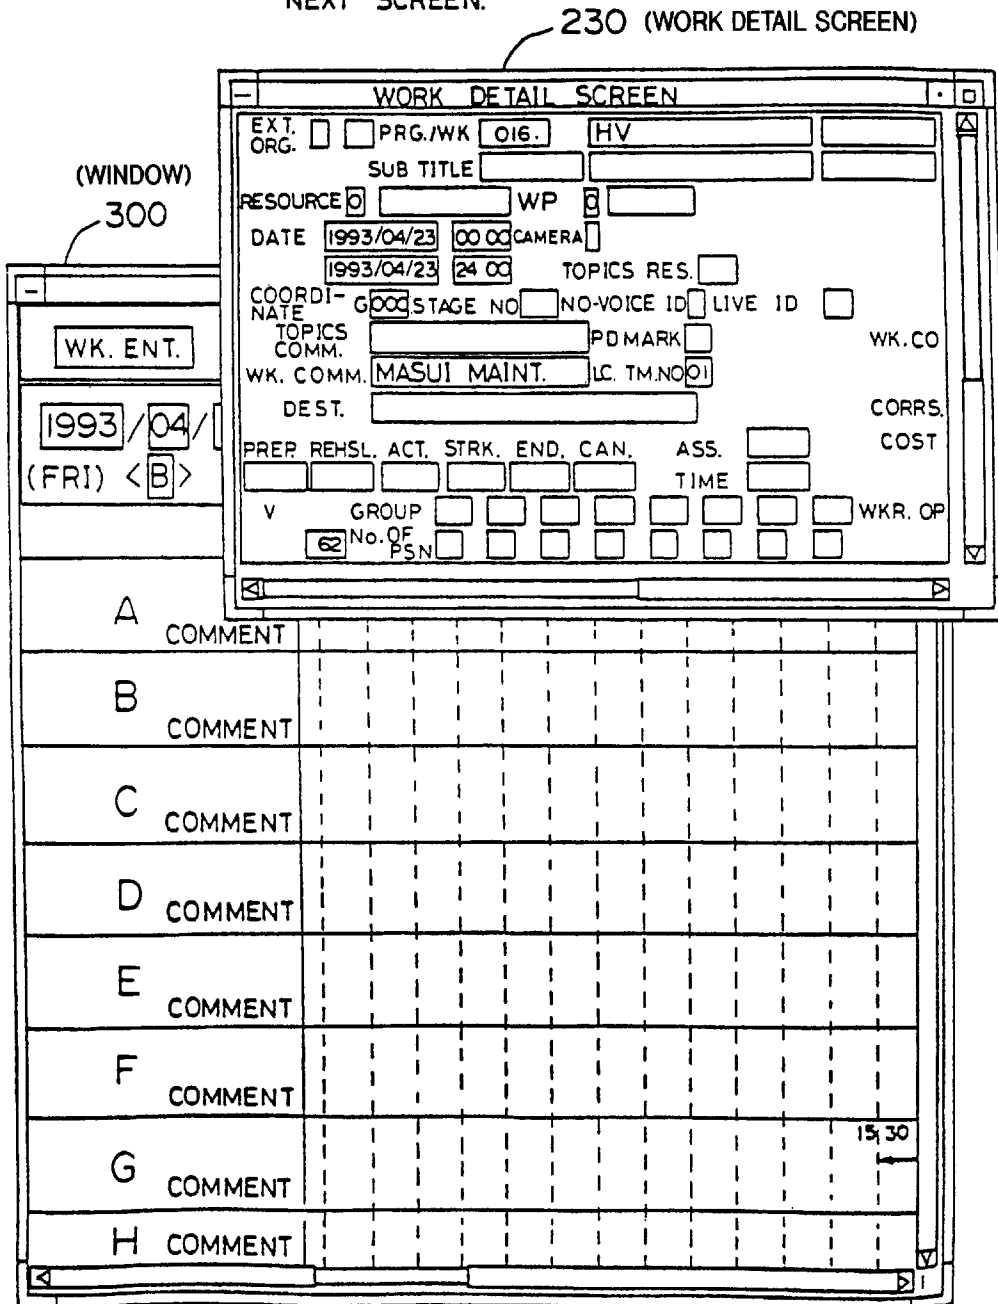 NEXT SCREEN.
230 (WORK DETAIL SCREEN)
WORK DETAIL SCREEN
EXT. ORG. PRG./WK 016. HV
SUB TITLE
RESOURCE 0 WP 0
DATE 1993/04/23 00 00 CAMERA
1993/04/23 24 00 TOPICS RES.
COORDI-NATE G 000 STAGE NO NO-VOICE ID LIVE ID
TOPICS COMM. PD MARK WK.CO
WK. COMM. MASUI MAINT. LC. TM.NO 01
DEST. CORRS.
COST
PREP. REHSL. ACT. STRK. END. CAN. ASS.
TIME
V GROUP WKR. OP
62 No. OF PSN
(WINDOW)
300
WK. ENT.
1993/04/
(FRI) <B>
A COMMENT
B COMMENT
C COMMENT
D COMMENT
E COMMENT
F COMMENT
15:30
G COMMENT
H COMMENT